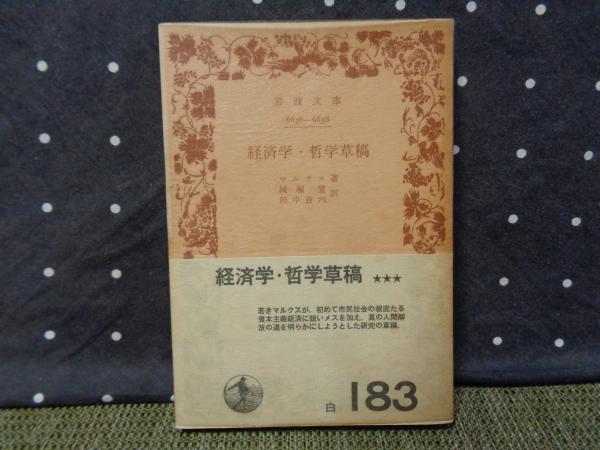 岩波文庫
6636—6638
経済学・哲学草稿
マルクス著
城塚登
田中吉六訳
経済学・哲学草稿 ★★★
若きマルクスが、初めて市民社会の根底たる
資本主義経済に鋭いメスを加え、真の人間解
放の道を明らかにしようとした研究の草稿。
白 183